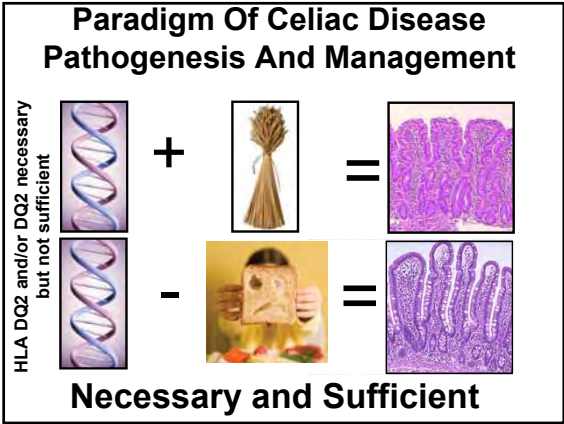 Paradigm Of Celiac Disease
Pathogenesis And Management
HLA DQ2 and/or DQ2 necessary
but not sufficient
+
=
-
=
Necessary and Sufficient